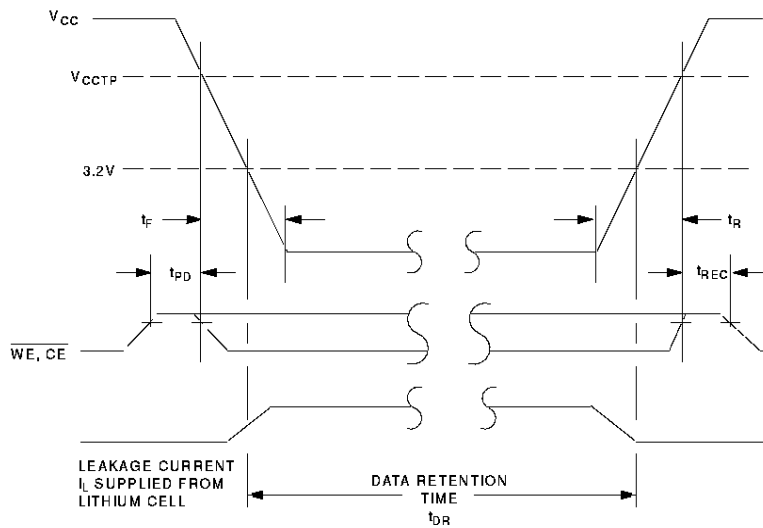 VCC
VCCTP
3.2V
tF
tR
tPD
tREC
WE, CE
LEAKAGE CURRENT
IL SUPPLIED FROM
LITHIUM CELL
DATA RETENTION
TIME
tDR